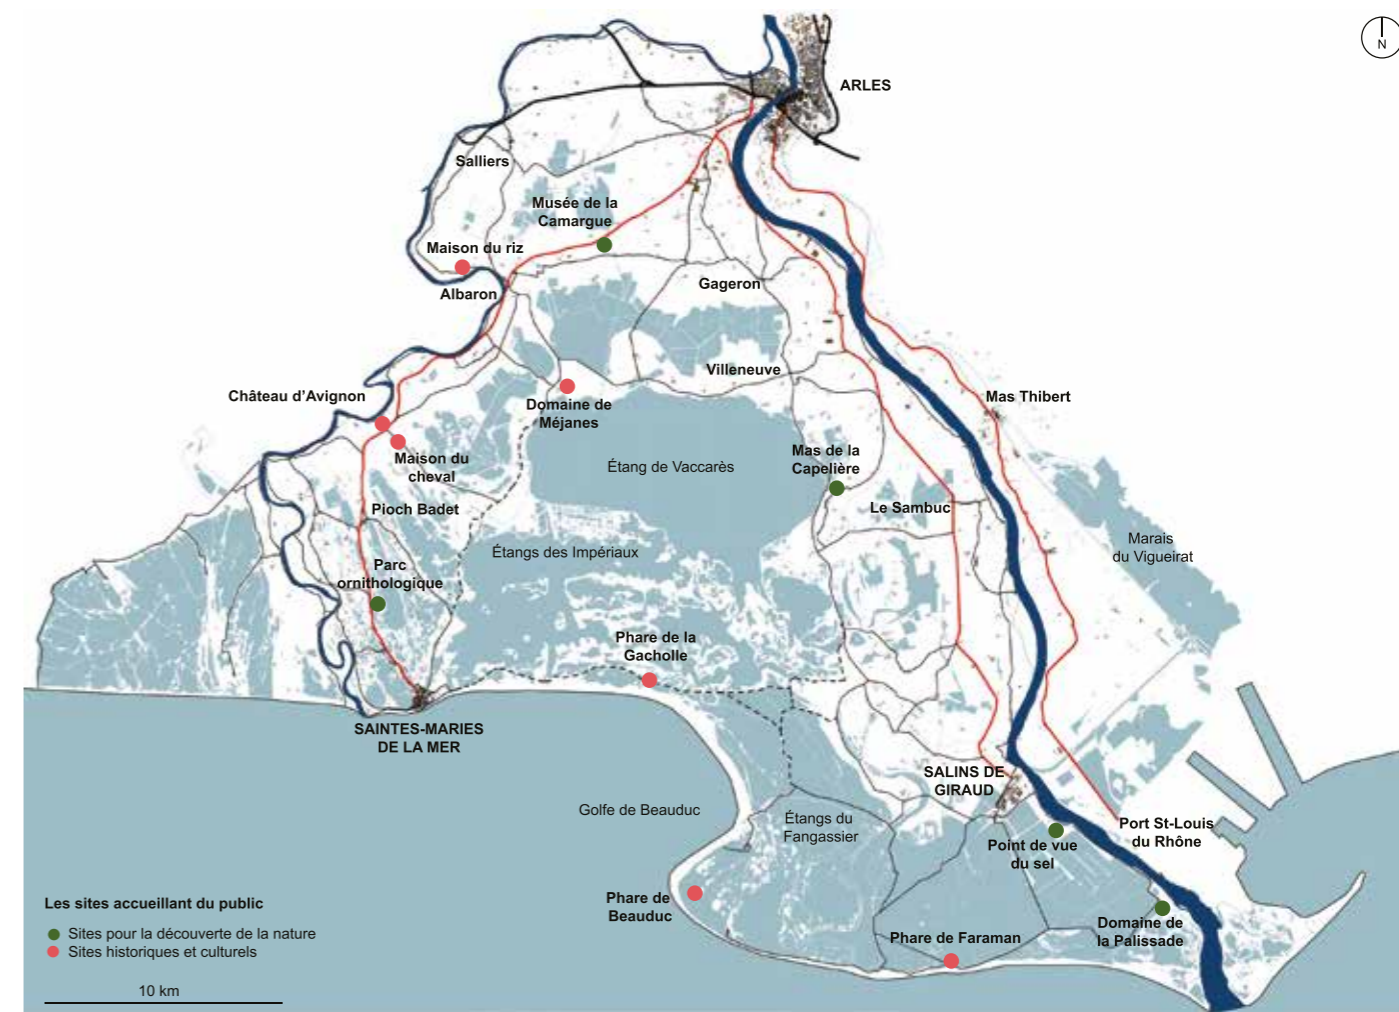 N
ARLES
Salliers
Musée de la
Camargue
Maison du riz
Albaron
Gageron
Villeneuve
Château d'Avignon
Domaine de
Méjanes
Mas Thibert
Maison du
cheval
Étang de Vaccarès
Mas de la
Capelière
Pioch Badet
Le Sambuc
Étangs des Impériaux
Marais
du Vigueirat
Parc
ornithologique
Phare de la
Gacholle
SAINTES-MARIES
DE LA MER
SALINS DE
GIRAUD
Golfe de Beauduc
Étangs du
Fangassier
Point de vue
du sel
Port St-Louis
du Rhône
Phare de
Beauduc
Phare de Faraman
Domaine de
la Palissade
Les sites accueillant du public
Sites pour la découverte de la nature
Sites historiques et culturels
10 km